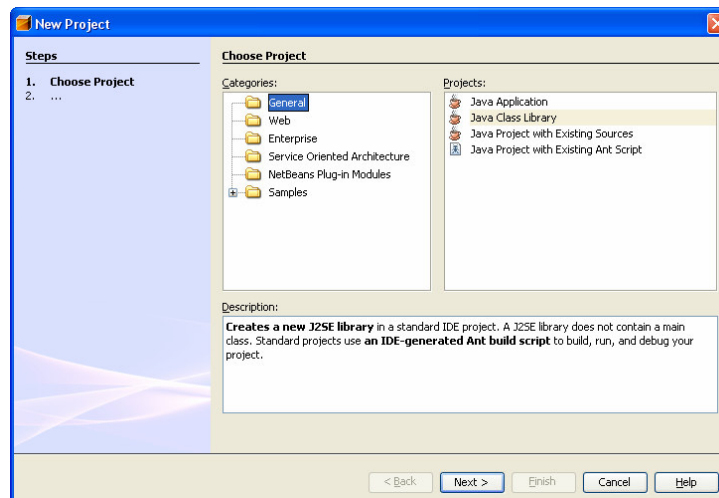 New Project
Steps
1. Choose Project
2. ...
Choose Project
Categories:
General
Web
Enterprise
Service Oriented Architecture
NetBeans Plug-in Modules
Samples
Projects:
Java Application
Java Class Library
Java Project with Existing Sources
Java Project with Existing Ant Script
Description:
Creates a new J2SE library in a standard IDE project. A J2SE library does not contain a main
class. Standard projects use an IDE-generated Ant build script to build, run, and debug your
project.
< Back
Next >
Finish
Cancel
Help